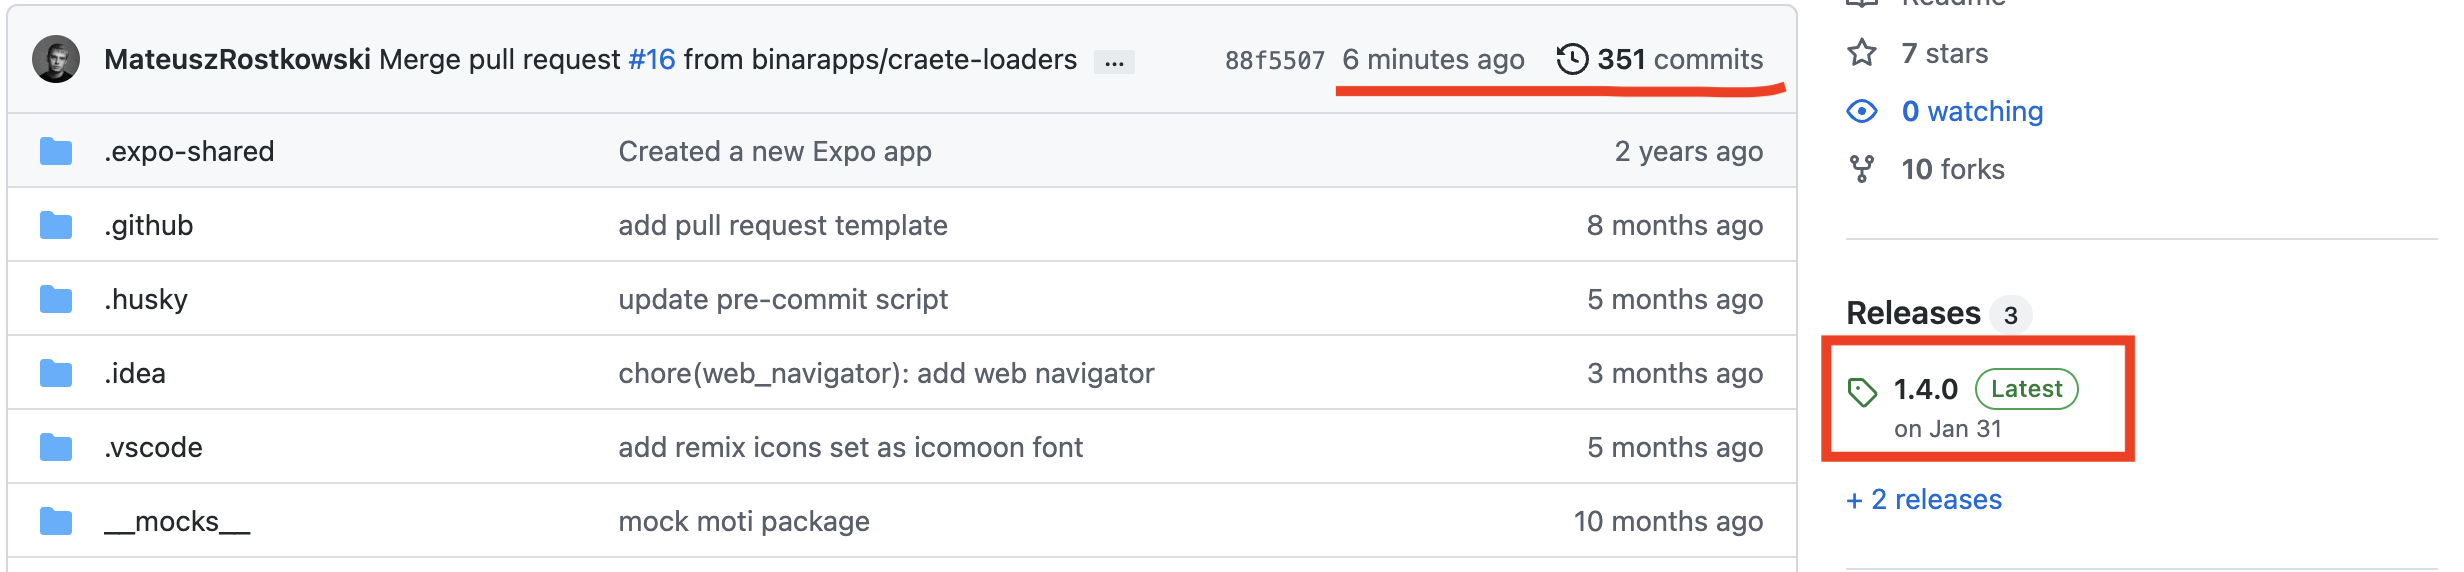 MateuszRostkowski Merge pull request #16 from binarapps/craete-loaders ... 88f5507 6 minutes ago 351 commits
.expo-shared Created a new Expo app 2 years ago
.github add pull request template 8 months ago
.husky update pre-commit script 5 months ago
.idea chore(web_navigator): add web navigator 3 months ago
.vscode add remix icons set as icomoon font 5 months ago
__mocks__ mock moti package 10 months ago
Readme
7 stars
0 watching
10 forks
Releases 3
1.4.0 Latest
on Jan 31
+ 2 releases